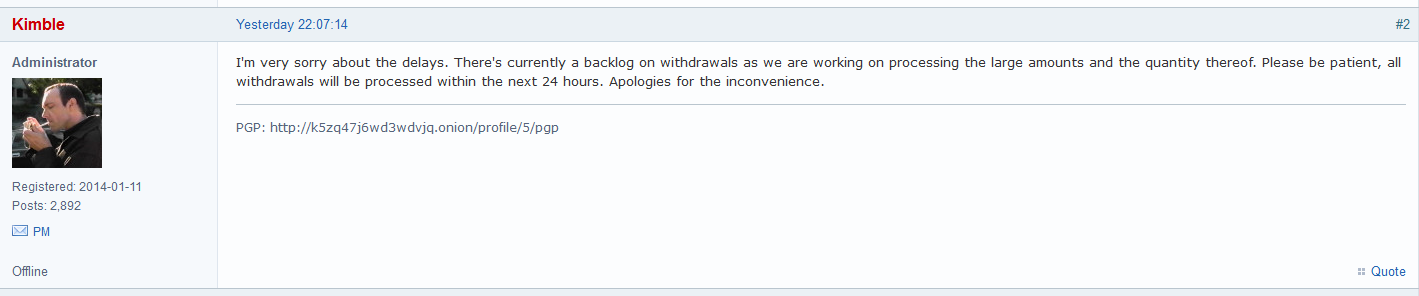 Kimble
Yesterday 22:07:14
#2
Administrator
I'm very sorry about the delays. There's currently a backlog on withdrawals as we are working on processing the large amounts and the quantity thereof. Please be patient, all
withdrawals will be processed within the next 24 hours. Apologies for the inconvenience.
PGP: http://k5zq47j6wd3wdvjq.onion/profile/5/pgp
Registered: 2014-01-11
Posts: 2,892
PM
Offline
Quote